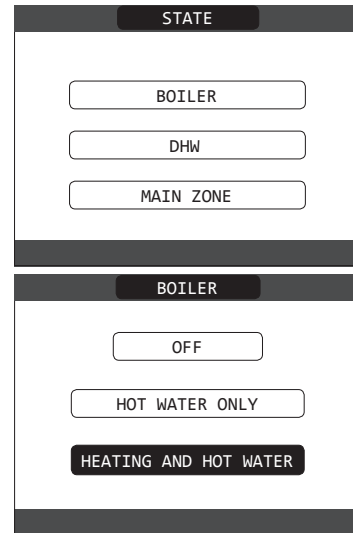 STATE
BOILER
DHW
MAIN ZONE
BOILER
OFF
HOT WATER ONLY
HEATING AND HOT WATER